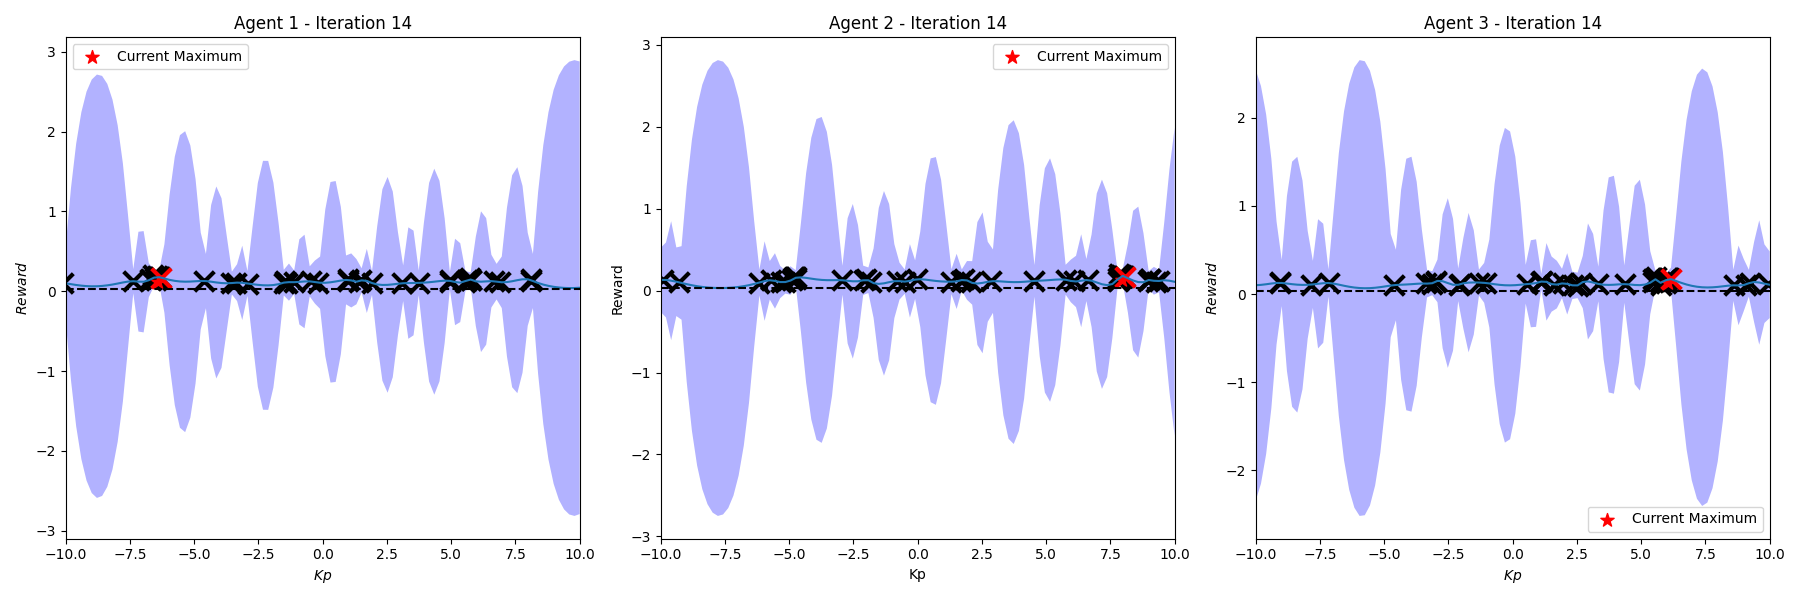 Agent 1 - Iteration 14
Current Maximum
3
2
1
0
−1
−2
−3
Reward
−10.0 −7.5 −5.0 −2.5 0.0 2.5 5.0 7.5 10.0
Kp
Agent 2 - Iteration 14
Current Maximum
3
2
1
0
−1
−2
−3
Reward
−10.0 −7.5 −5.0 −2.5 0.0 2.5 5.0 7.5 10.0
Kp
Agent 3 - Iteration 14
2
1
0
−1
−2
Reward
Current Maximum
−10.0 −7.5 −5.0 −2.5 0.0 2.5 5.0 7.5 10.0
Kp